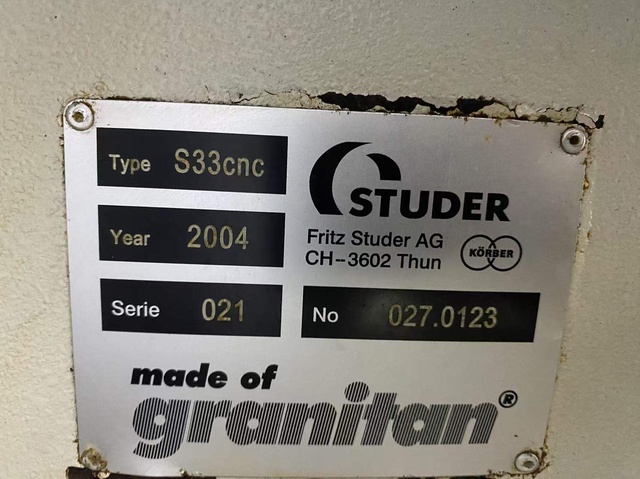 Type S33cnc
STUDER
Year 2004
Fritz Studer AG
CH-3602 Thun
KÖRBER
Serie 021
No 027.0123
made of
granitan®